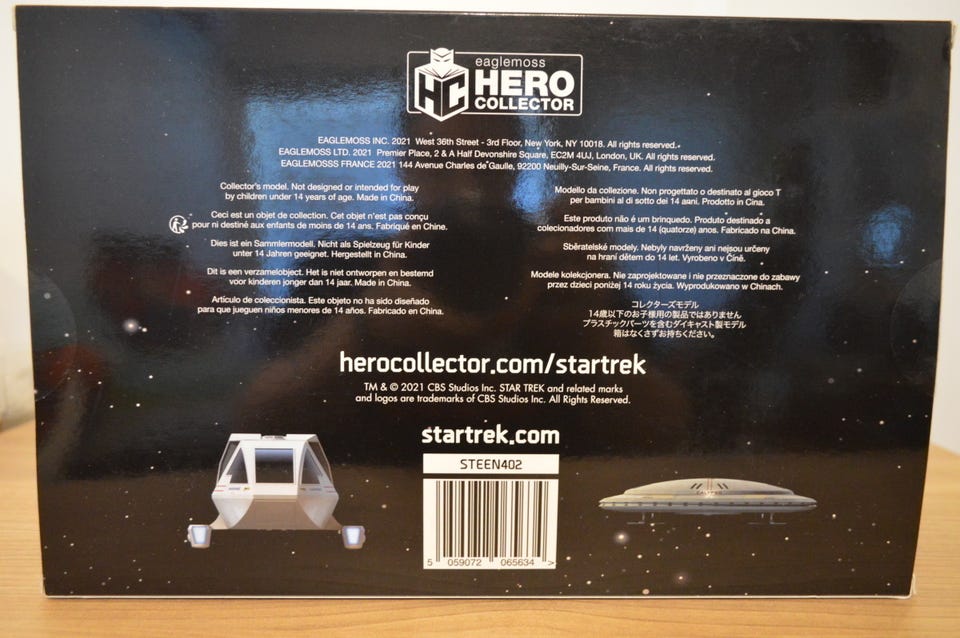 eaglemoss
HERO
COLLECTOR
HC
EAGLEMOSS INC. 2021 West 36th Street - 3rd Floor, New York, NY 10018. All rights reserved.
EAGLEMOSS LTD. 2021 Premier Place, 2 & A Half Devonshire Square, EC2M 4UJ, London, UK. All rights reserved.
EAGLEMOSSS FRANCE 2021 144 Avenue Charles de Gaulle, 92200 Neuilly-Sur-Seine, France. All rights reserved.
Collector's model. Not designed or intended for play
by children under 14 years of age. Made in China.
Ceci est un objet de collection. Cet objet n'est pas conçu
pour ni destiné aux enfants de moins de 14 ans. Fabriqué en Chine.
Dies ist ein Sammlermodell. Nicht als Spielzeug für Kinder
unter 14 Jahren geeignet. Hergestellt in China.
Dit is een verzamelobject. Het is niet ontworpen en bestemd
voor kinderen jonger dan 14 jaar. Made in China.
Artículo de coleccionista. Este objeto no ha sido diseñado
para que jueguen niños menores de 14 años. Fabricado en China.
Modello da collezione. Non progettato o destinato al gioco T
per bambini al di sotto dei 14 anni. Prodotto in Cina.
Este produto não é um brinquedo. Produto destinado a
colecionadores com mais de 14 (quatorze) anos. Fabricado na China.
Sběratelské modely. Nebyly navrženy ani nejsou určeny
na hraní dětem do 14 let. Vyrobeno v Číně.
Modele kolekcjonera. Nie zaprojektowane i nie przeznaczone do zabawy
przez dzieci poniżej 14 roku życia. Wyprodukowano w Chinach.
コレクターズモデル
14歳以下のお子様用の製品ではありません
プラスチックパーツを含むダイキャスト製モデル
箱はなくさずお持ちください。
herocollector.com/startrek
TM & © 2021 CBS Studios Inc. STAR TREK and related marks
and logos are trademarks of CBS Studios Inc. All Rights Reserved.
startrek.com
STEEN402
CALYPSO
5 059072 065634 >